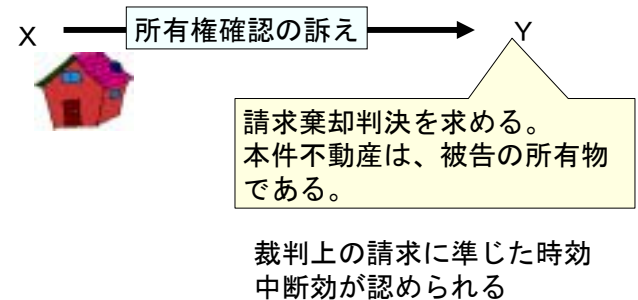 X 所有権確認の訴え Y
請求棄却判決を求める。
本件不動産は、被告の所有物
である。
裁判上の請求に準じた時効
中断効が認められる